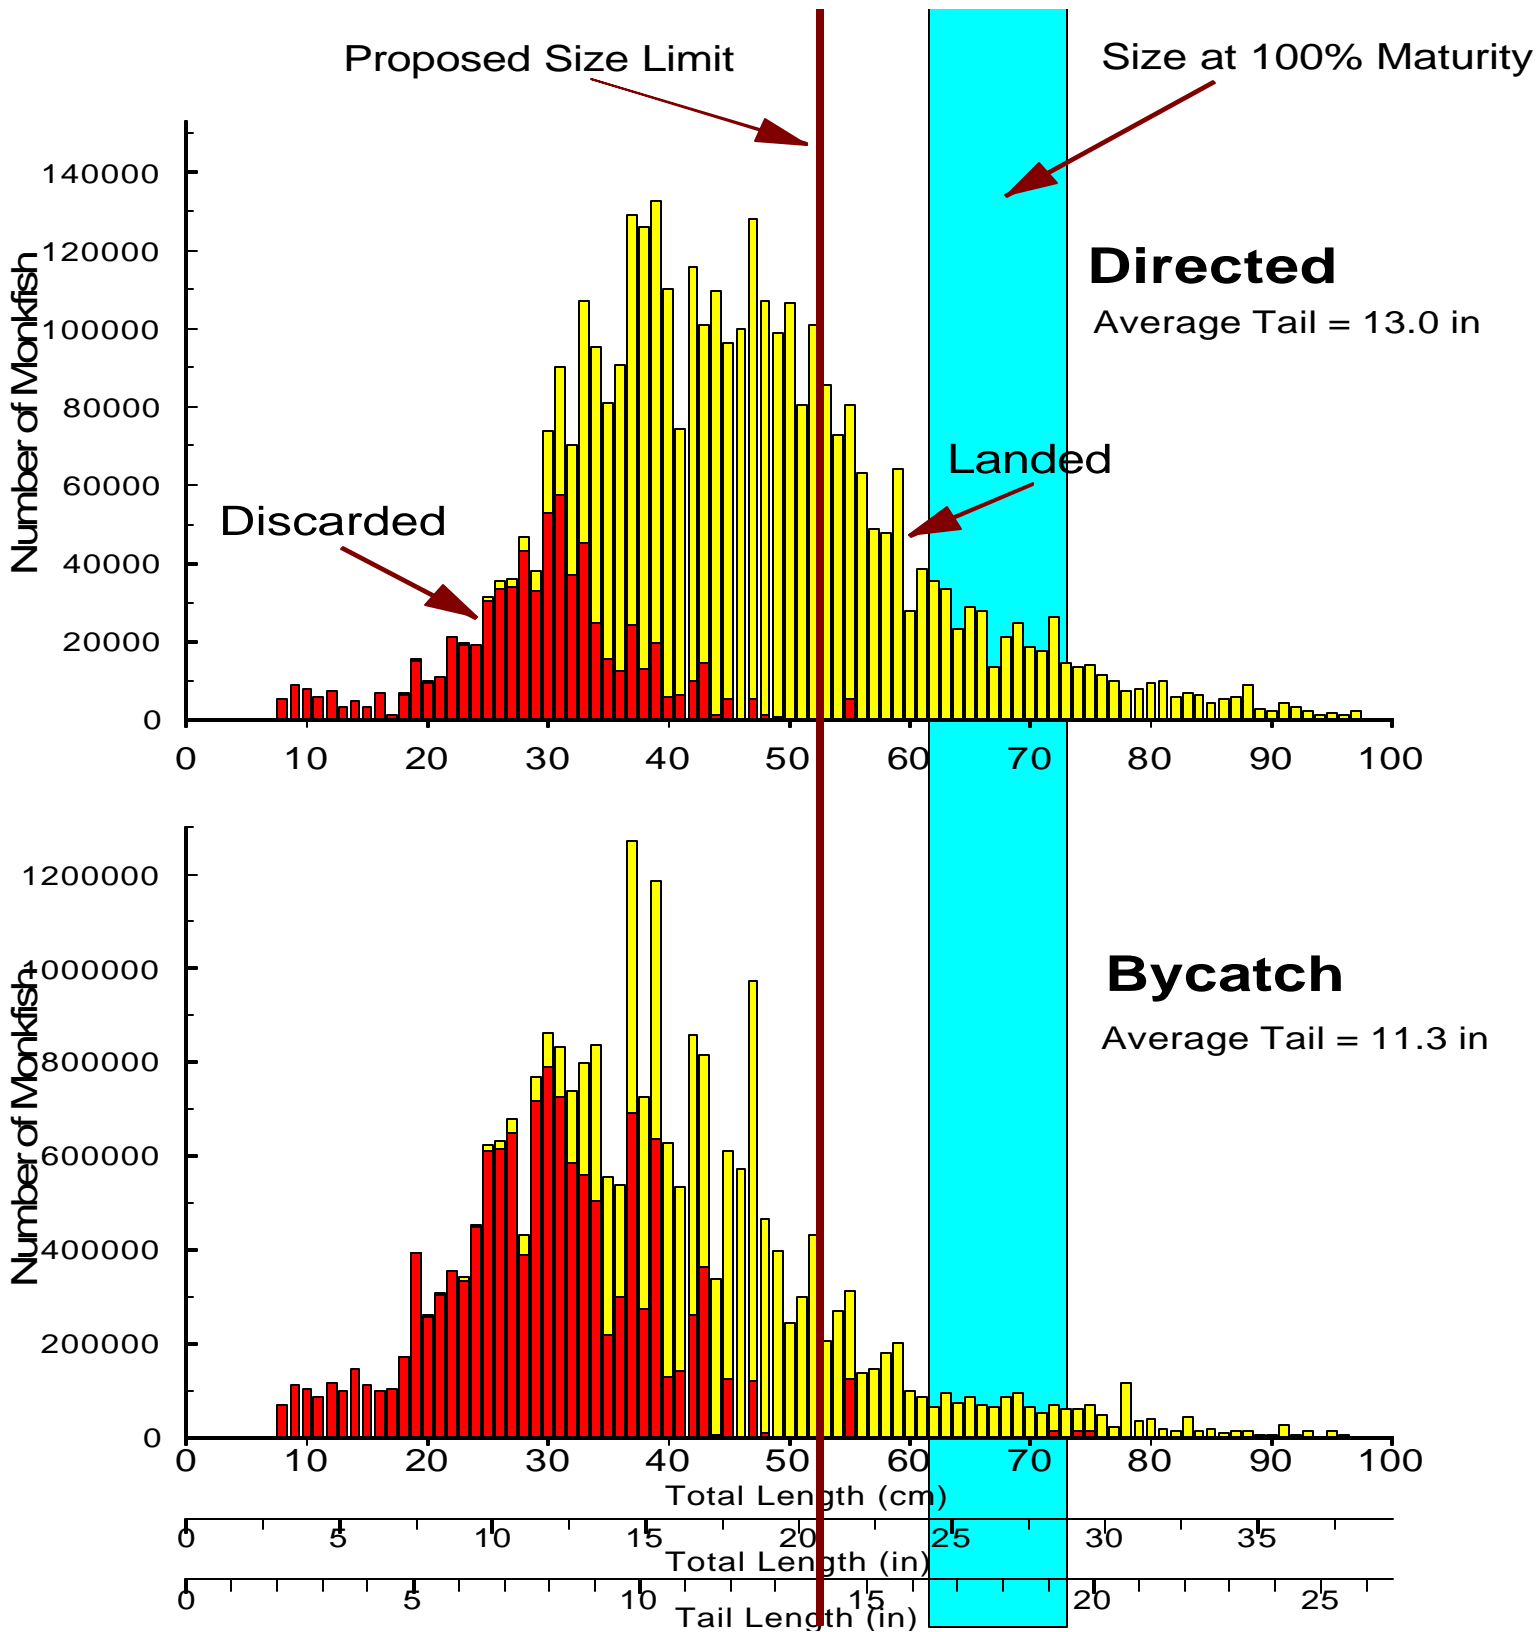 Proposed Size Limit
Size at 100% Maturity
140000
120000
100000
80000
60000
40000
20000
0
Number of Monkfish
Directed
Average Tail = 13.0 in
Landed
Discarded
0 10 20 30 40 50 60 70 80 90 100
1200000
1000000
800000
600000
400000
200000
0
Number of Monkfish
Bycatch
Average Tail = 11.3 in
0 10 20 30 40 50 60 70 80 90 100
Total Length (cm)
0 5 10 15 20 25 30 35
Total Length (in)
0 5 10 15 20 25
Tail Length (in)